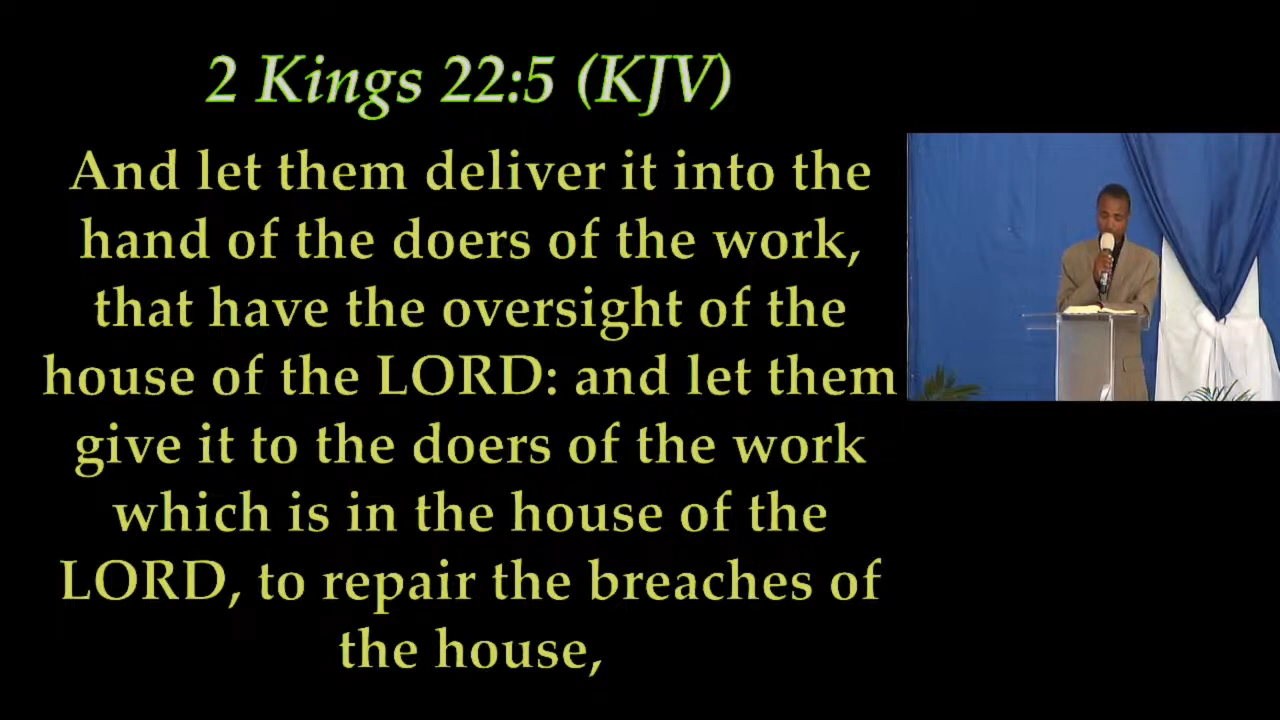 2 Kings 22:5 (KJV)
And let them deliver it into the
hand of the doers of the work,
that have the oversight of the
house of the LORD: and let them
give it to the doers of the work
which is in the house of the
LORD, to repair the breaches of
the house,